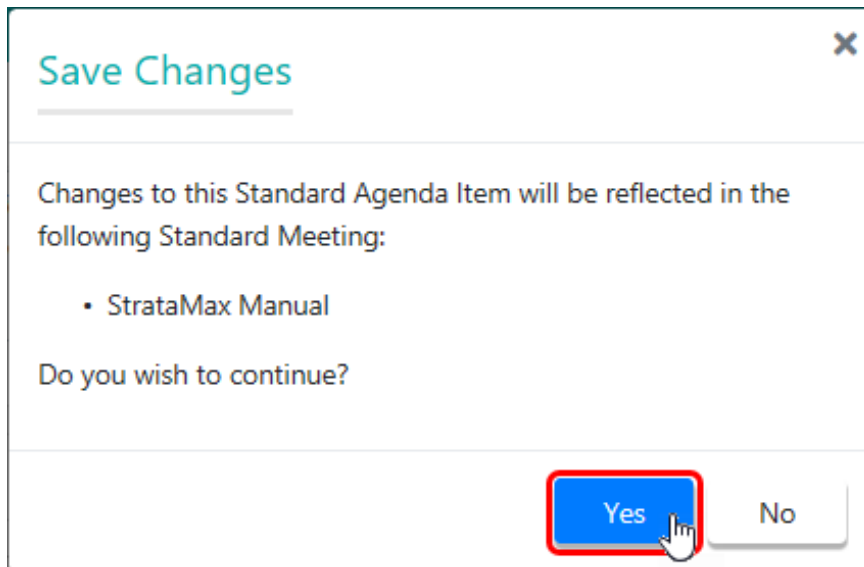 Save Changes
Changes to this Standard Agenda Item will be reflected in the
following Standard Meeting:
• StrataMax Manual
Do you wish to continue?
Yes
No